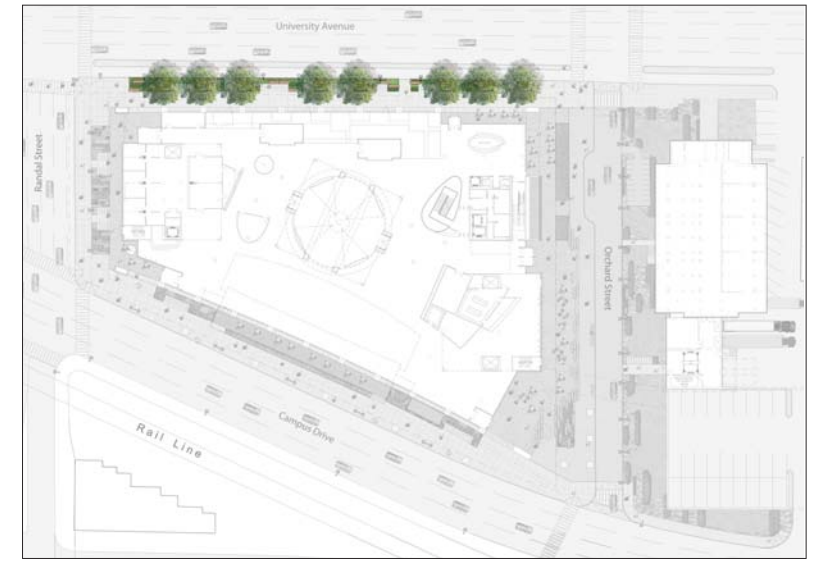 University Avenue
Randal Street
Orchard Street
Campus Drive
Rail Line